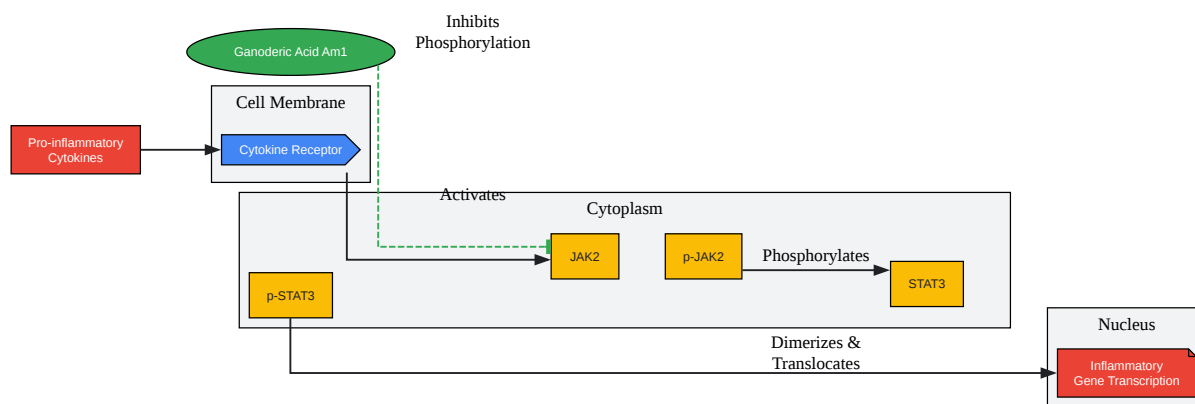 Inhibits
Phosphorylation
Ganoderic Acid Am1
Cell Membrane
Pro-inflammatory
Cytokines
Cytokine Receptor
Activates
Cytoplasm
JAK2
p-JAK2
Phosphorylates
STAT3
p-STAT3
Nucleus
Dimerizes &
Translocates
Inflammatory
Gene Transcription